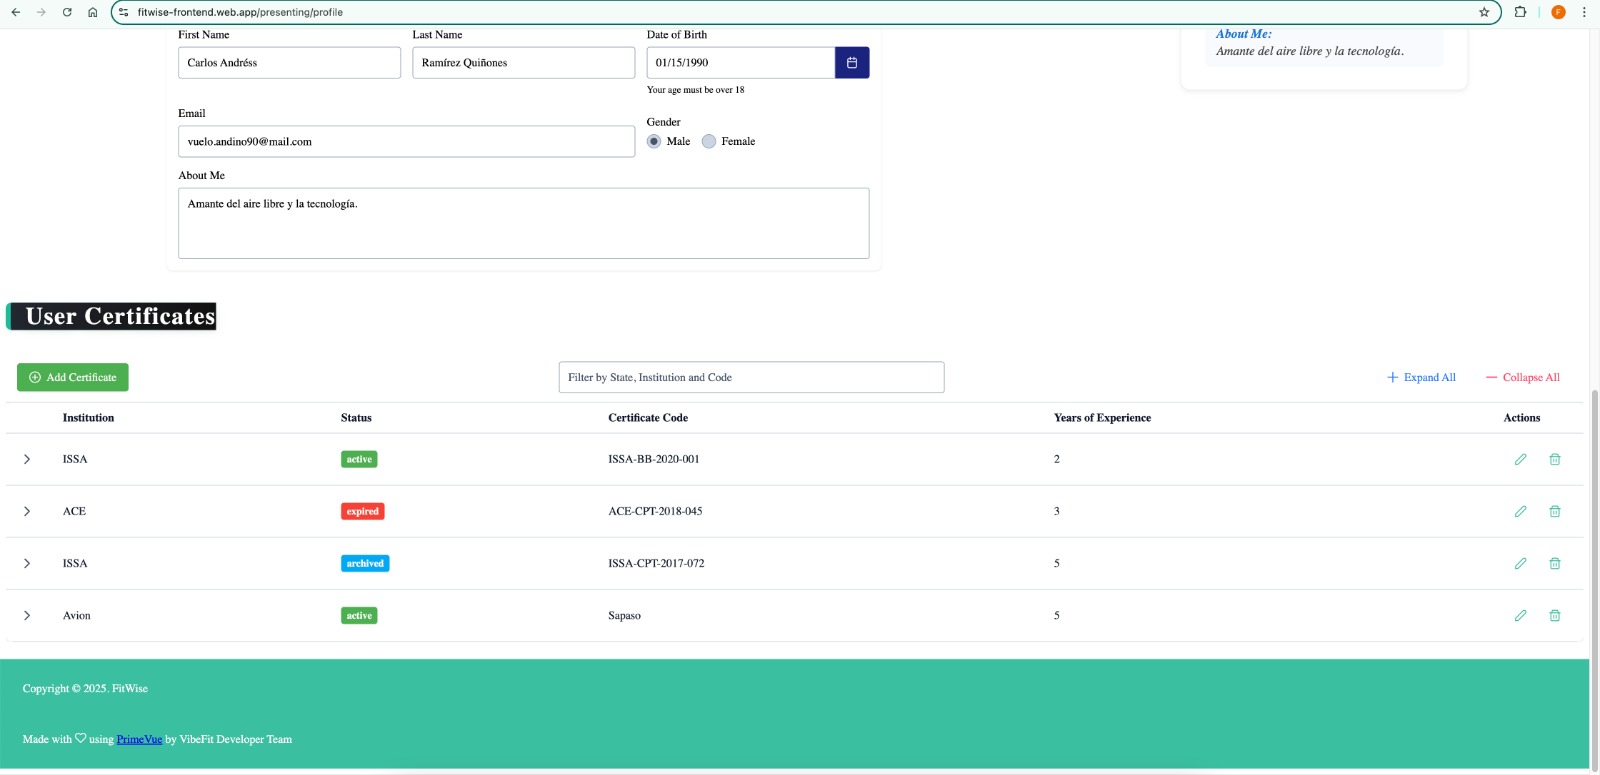 fitwise-frontend.web.app/presenting/profile
F
First Name
Last Name
Date of Birth
Carlos Andréss
Ramírez Quiñones
01/15/1990
Your age must be over 18
Email
vuelo.andino90@mail.com
Gender
Male
Female
About Me
Amante del aire libre y la tecnología.
About Me:
Amante del aire libre y la tecnología.
User Certificates
Add Certificate
Filter by State, Institution and Code
Expand All
Collapse All
Institution Status Certificate Code Years of Experience Actions
ISSA active ISSA-BB-2020-001 2
ACE expired ACE-CPT-2018-045 3
ISSA archived ISSA-CPT-2017-072 5
Avion active Sapaso 5
Copyright © 2025. FitWise
Made with ♡ using PrimeVue by VibeFit Developer Team